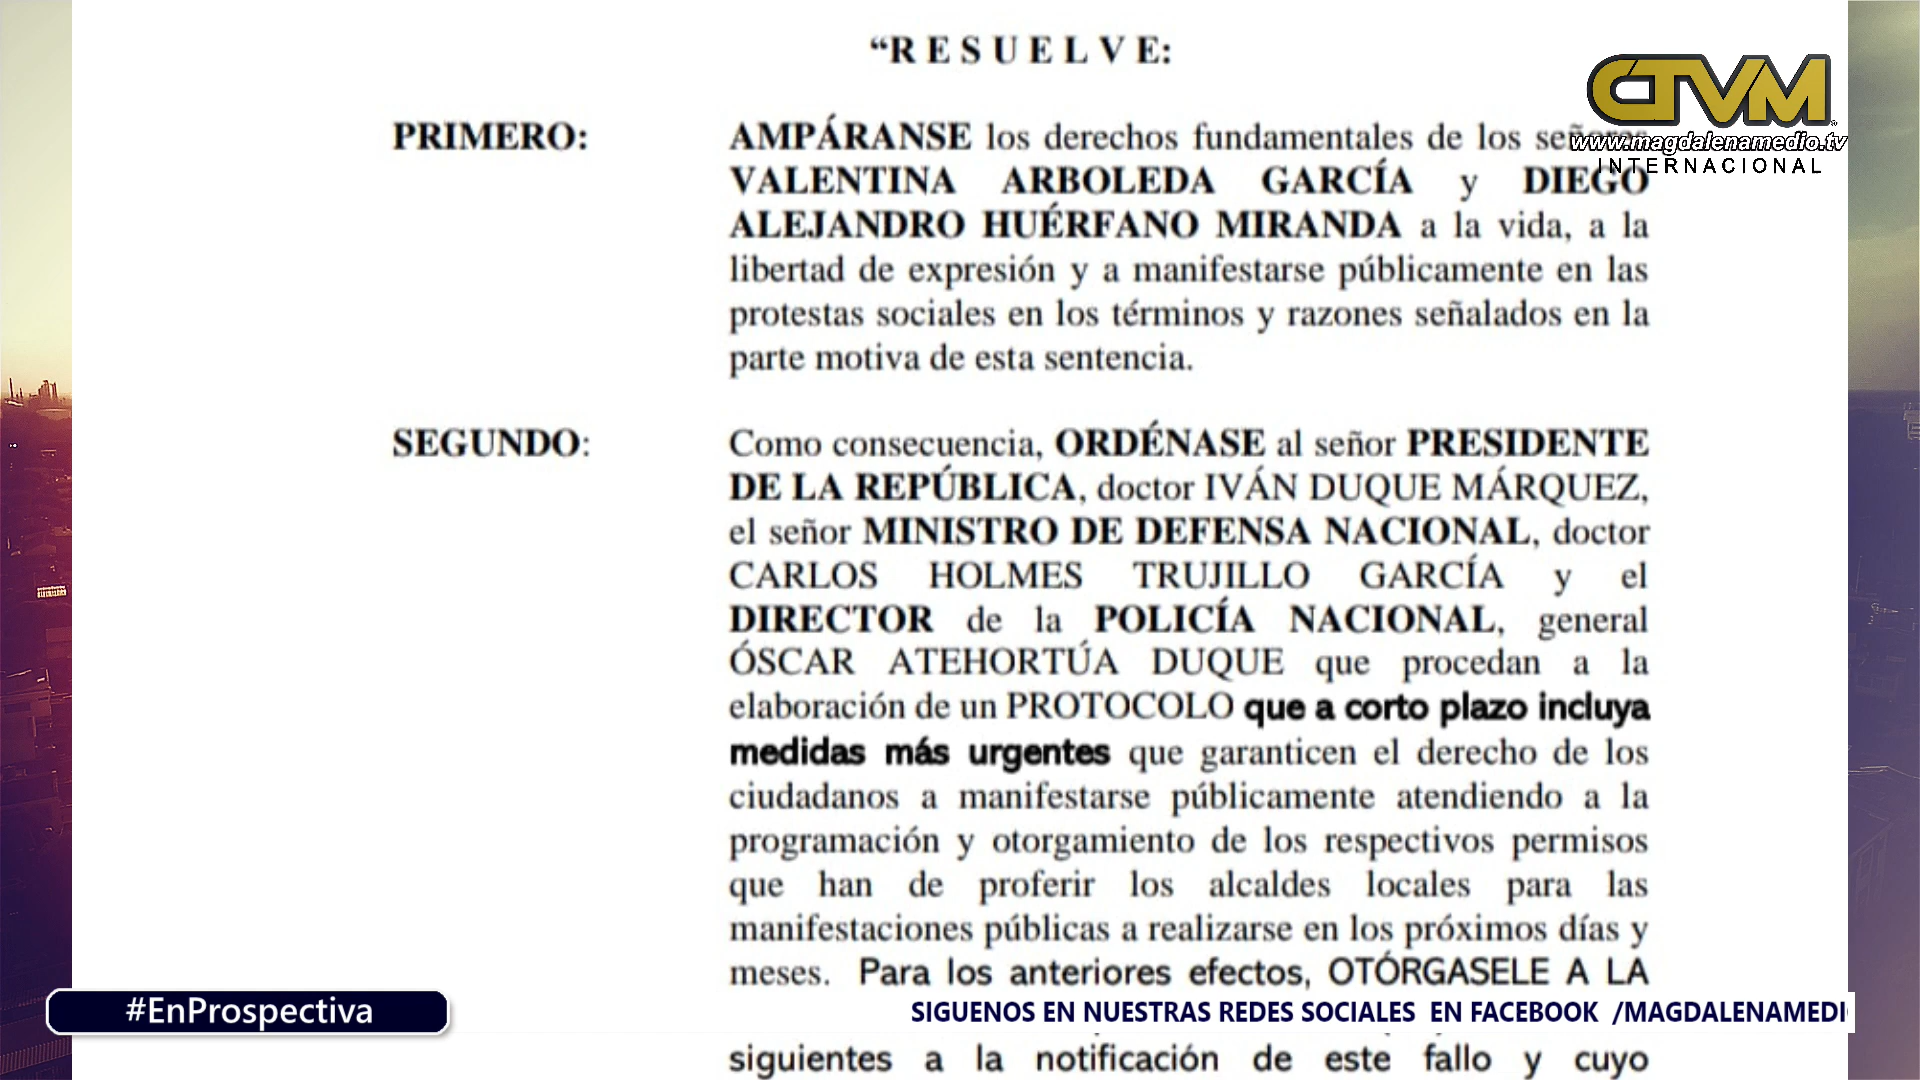 “R E S U E L V E:
PRIMERO:
AMPÁRANSE los derechos fundamentales de los señores
VALENTINA ARBOLEDA GARCÍA y DIEGO
ALEJANDRO HUÉRFANO MIRANDA a la vida, a la
libertad de expresión y a manifestarse públicamente en las
protestas sociales en los términos y razones señalados en la
parte motiva de esta sentencia.
SEGUNDO:
Como consecuencia, ORDÉNASE al señor PRESIDENTE
DE LA REPÚBLICA, doctor IVÁN DUQUE MÁRQUEZ,
el señor MINISTRO DE DEFENSA NACIONAL, doctor
CARLOS HOLMES TRUJILLO GARCÍA y el
DIRECTOR de la POLICÍA NACIONAL, general
ÓSCAR ATEHORTÚA DUQUE que procedan a la
elaboración de un PROTOCOLO que a corto plazo incluya
medidas más urgentes que garanticen el derecho de los
ciudadanos a manifestarse públicamente atendiendo a la
programación y otorgamiento de los respectivos permisos
que han de proferir los alcaldes locales para las
manifestaciones públicas a realizarse en los próximos días y
meses. Para los anteriores efectos, OTÓRGASELE A LA
siguientes a la notificación de este fallo y cuyo
CTVM
www.magdalenamedio.tv
INTERNACIONAL
#EnProspectiva
SIGUENOS EN NUESTRAS REDES SOCIALES EN FACEBOOK /MAGDALENAMEDI